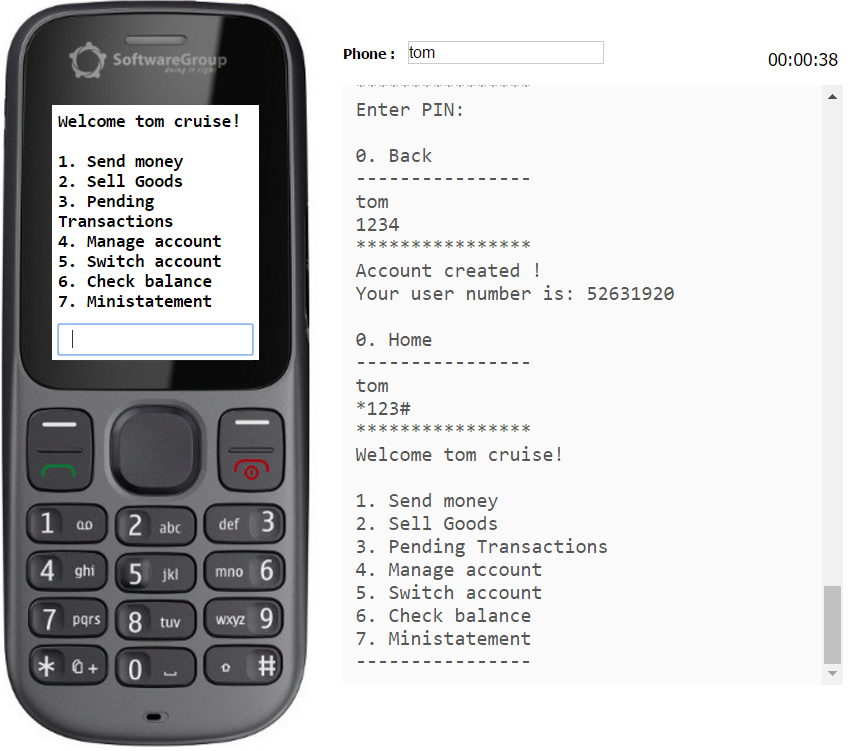 SoftwareGroup
doing it right
Welcome tom cruise!
1. Send money
2. Sell Goods
3. Pending
Transactions
4. Manage account
5. Switch account
6. Check balance
7. Ministatement
1
2 abc
def 3
4 ghi
5 jkl
mno 6
7 pqrs
8 tuv
wxyz 9
* +
0
#
Phone : tom
00:00:38
****************
Enter PIN:
0. Back
----------------
tom
1234
****************
Account created !
Your user number is: 52631920
0. Home
----------------
tom
*123#
****************
Welcome tom cruise!
1. Send money
2. Sell Goods
3. Pending Transactions
4. Manage account
5. Switch account
6. Check balance
7. Ministatement
----------------